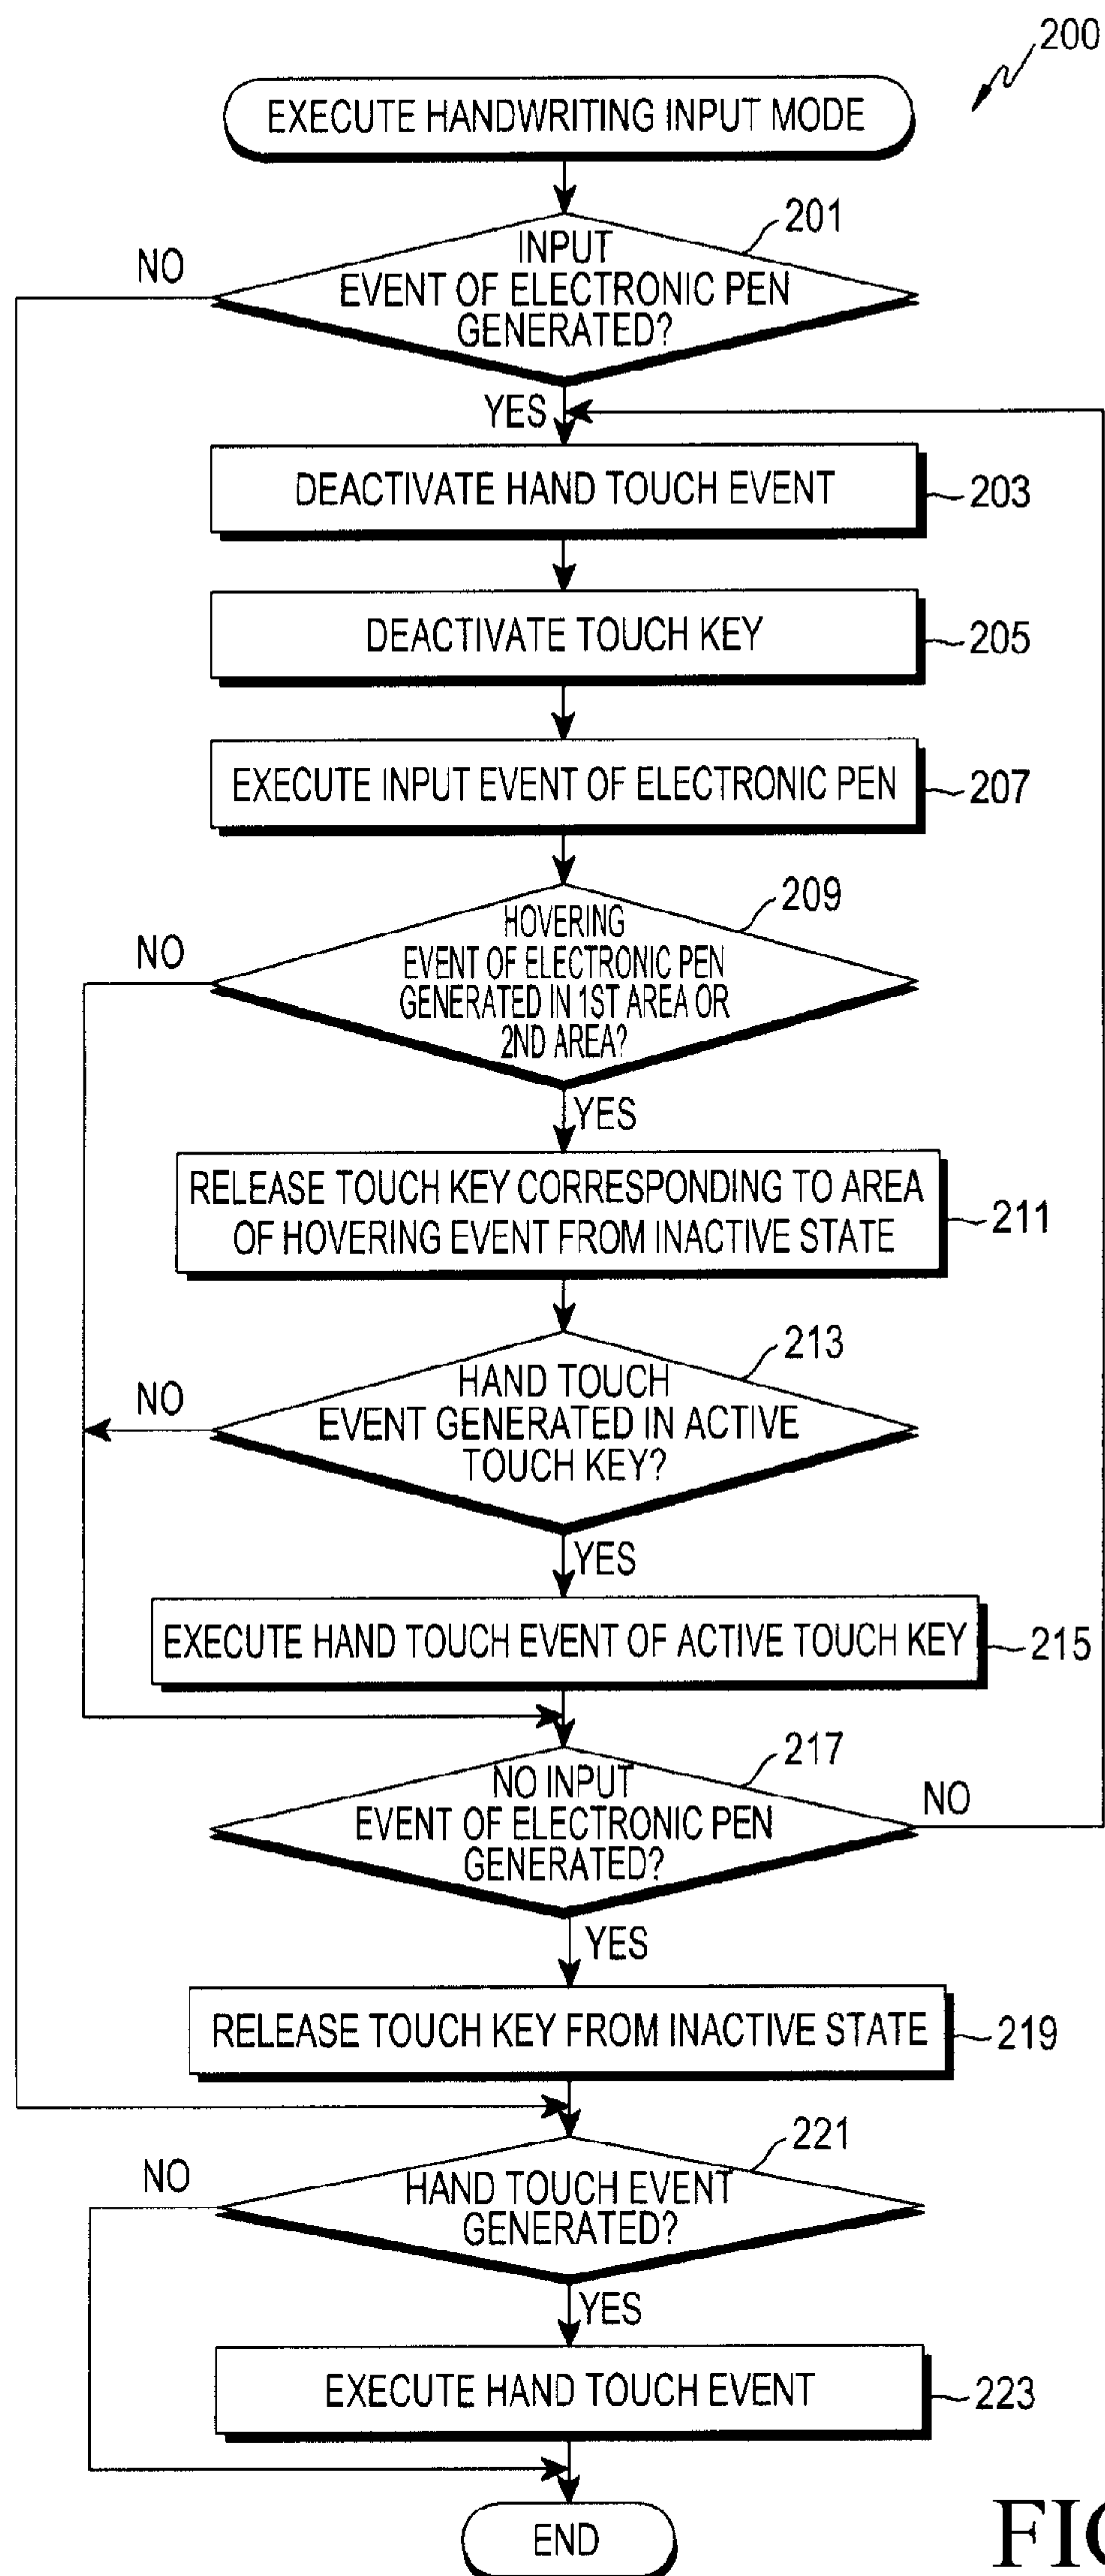 200
EXECUTE HANDWRITING INPUT MODE
201
NO
INPUT
EVENT OF ELECTRONIC PEN
GENERATED?
YES
DEACTIVATE HAND TOUCH EVENT
203
DEACTIVATE TOUCH KEY
205
EXECUTE INPUT EVENT OF ELECTRONIC PEN
207
209
NO
HOVERING
EVENT OF ELECTRONIC PEN
GENERATED IN 1ST AREA OR
2ND AREA?
YES
RELEASE TOUCH KEY CORRESPONDING TO AREA
OF HOVERING EVENT FROM INACTIVE STATE
211
213
NO
HAND TOUCH
EVENT GENERATED IN ACTIVE
TOUCH KEY?
YES
EXECUTE HAND TOUCH EVENT OF ACTIVE TOUCH KEY
215
217
NO INPUT
EVENT OF ELECTRONIC PEN
GENERATED?
NO
YES
RELEASE TOUCH KEY FROM INACTIVE STATE
219
221
NO
HAND TOUCH EVENT
GENERATED?
YES
EXECUTE HAND TOUCH EVENT
223
END